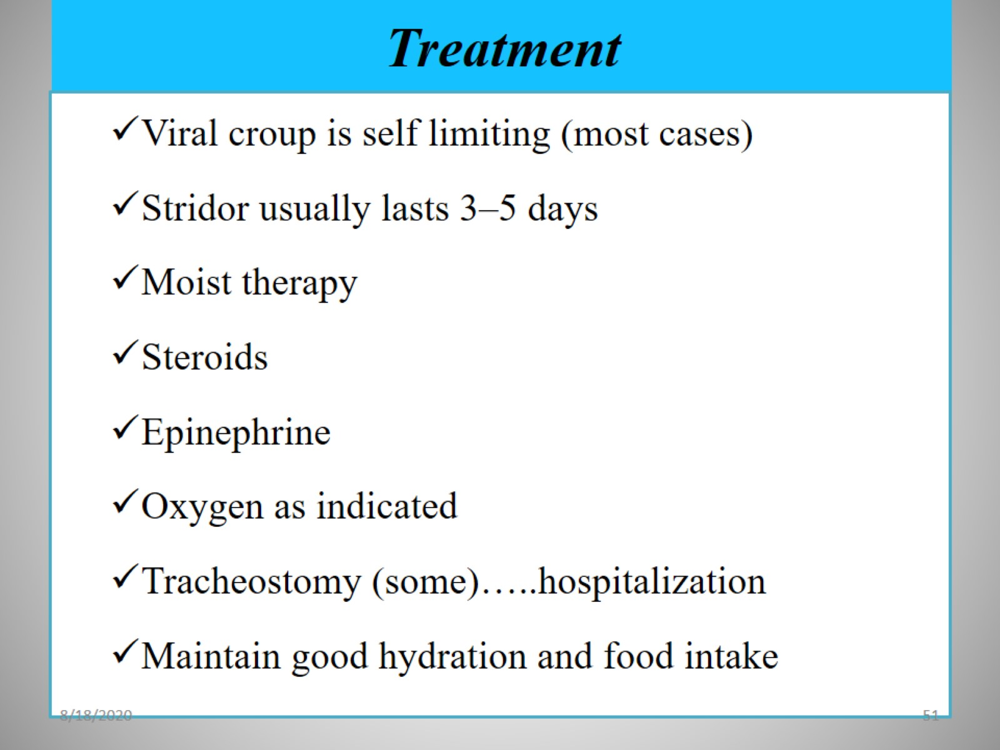 Treatment
✓Viral croup is self limiting (most cases)
✓Stridor usually lasts 3–5 days
✓Moist therapy
✓Steroids
✓Epinephrine
✓Oxygen as indicated
✓Tracheostomy (some)…..hospitalization
✓Maintain good hydration and food intake
8/18/2020
51